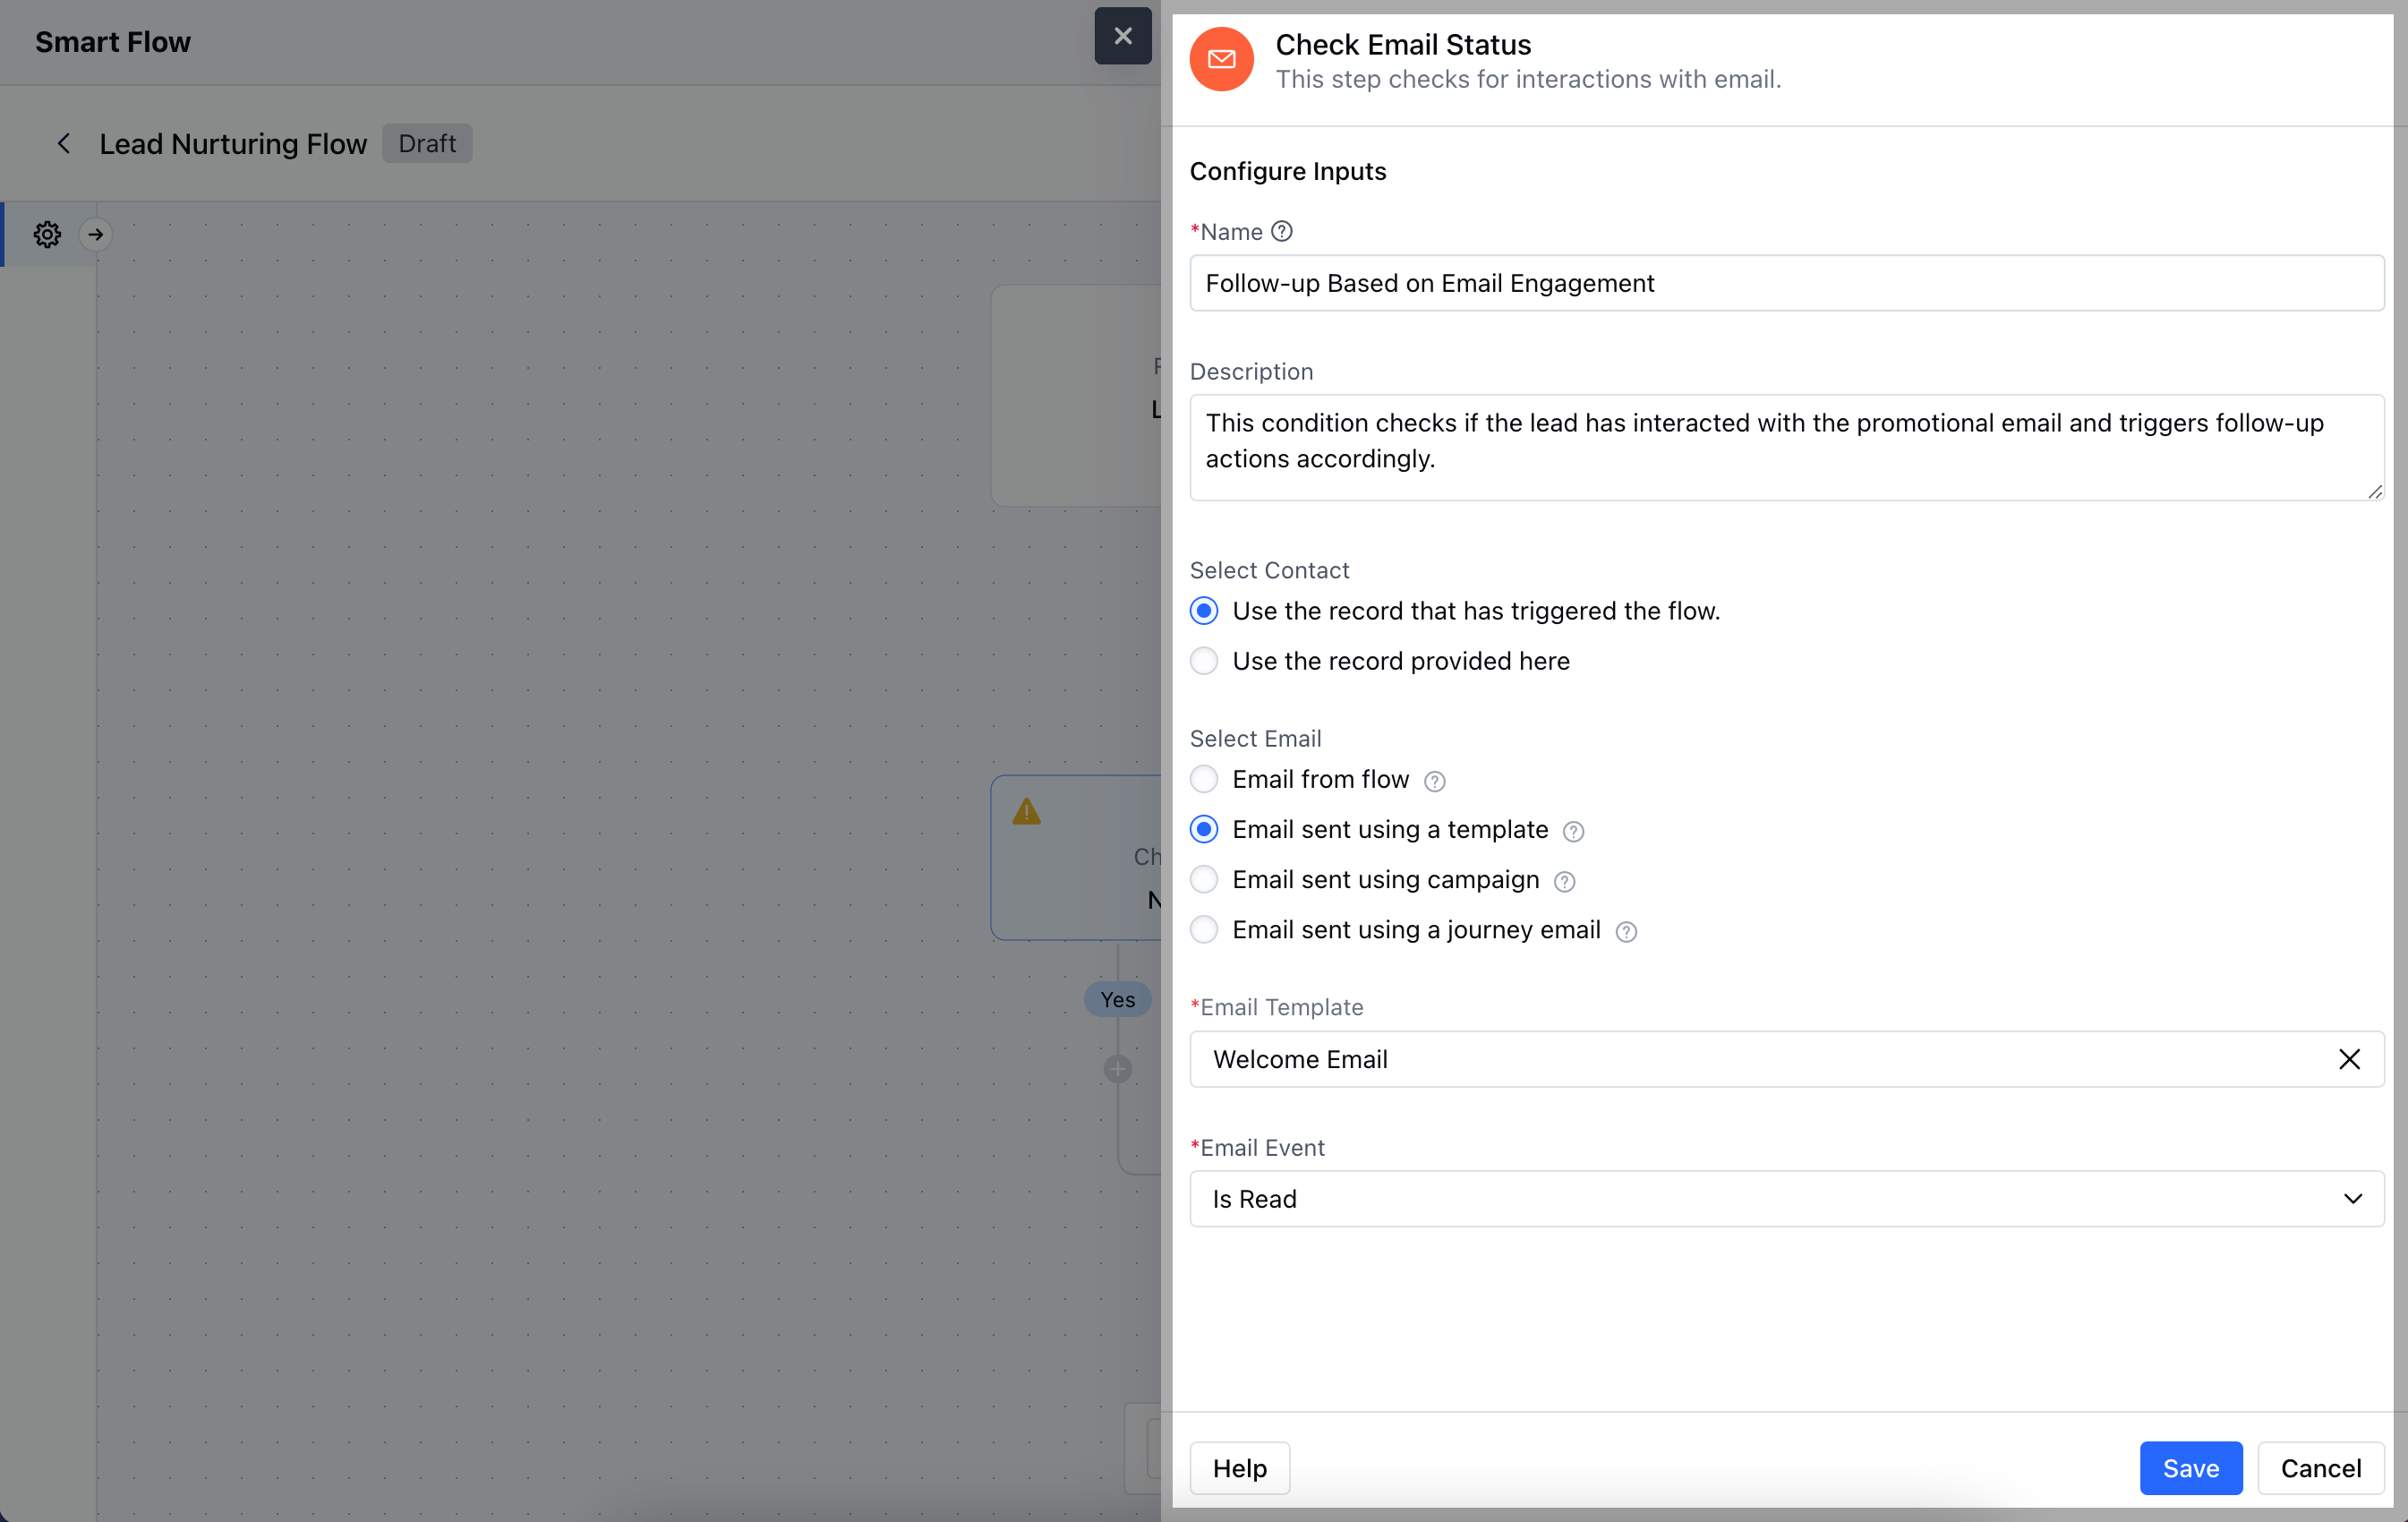 Smart Flow
Lead Nurturing Flow
Draft
Yes
Check Email Status
This step checks for interactions with email.
Configure Inputs
*Name
Follow-up Based on Email Engagement
Description
This condition checks if the lead has interacted with the promotional email and triggers follow-up
actions accordingly.
Select Contact
Use the record that has triggered the flow.
Use the record provided here
Select Email
Email from flow
Email sent using a template
Email sent using campaign
Email sent using a journey email
*Email Template
Welcome Email
*Email Event
Is Read
Help
Save
Cancel